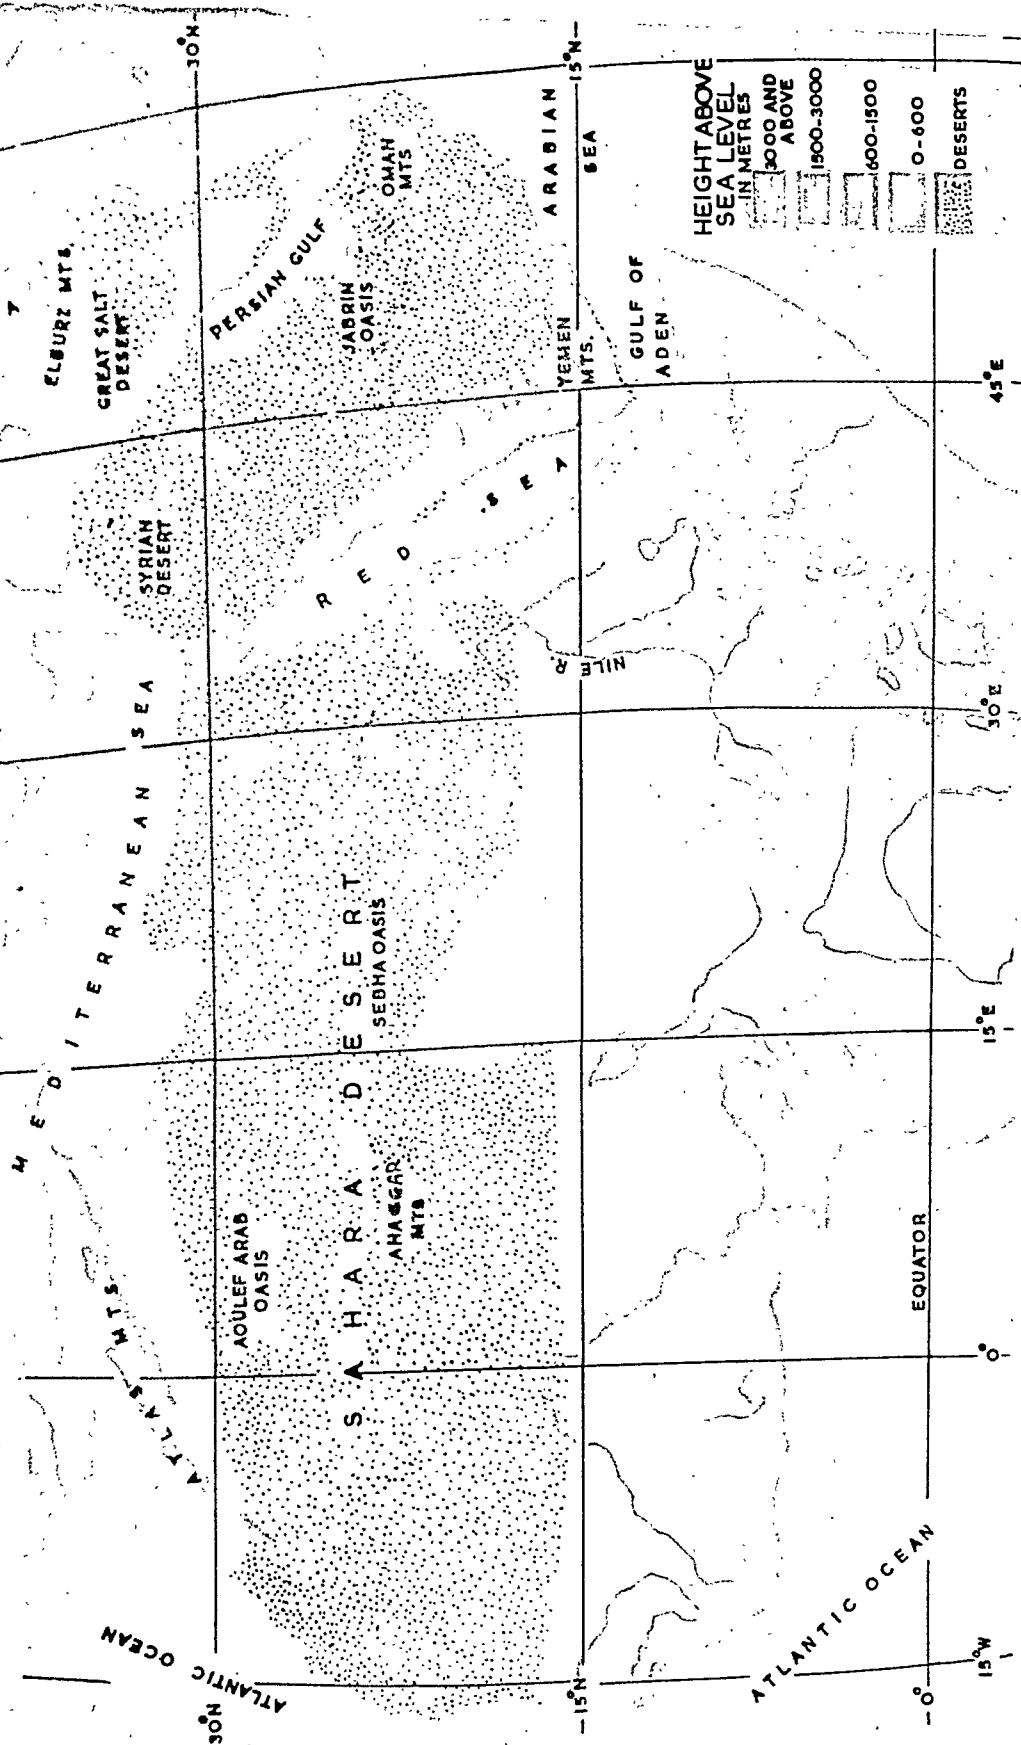 30°N
15°N
ELBURZ MTS.
GREAT SALT
DESERT
PERSIAN GULF
OMAN
MTS
JABRIN
OASIS
ARABIAN
SEA
YEMEN
MTS.
GULF OF
ADEN
SYRIAN
DESERT
RED SEA
NILE R.
MEDITERRANEAN SEA
ATLAS MTS
AOULEF ARAB
OASIS
SAHARA DESERT
SEBHA OASIS
AHAGGAR
MTS
ATLANTIC OCEAN
ATLANTIC OCEAN
EQUATOR
30°N
15°N
0°
15°W
0°
15°E
30°E
45°E
HEIGHT ABOVE
SEA LEVEL
IN METRES
3000 AND
ABOVE
1500-3000
600-1500
0-600
DESERTS